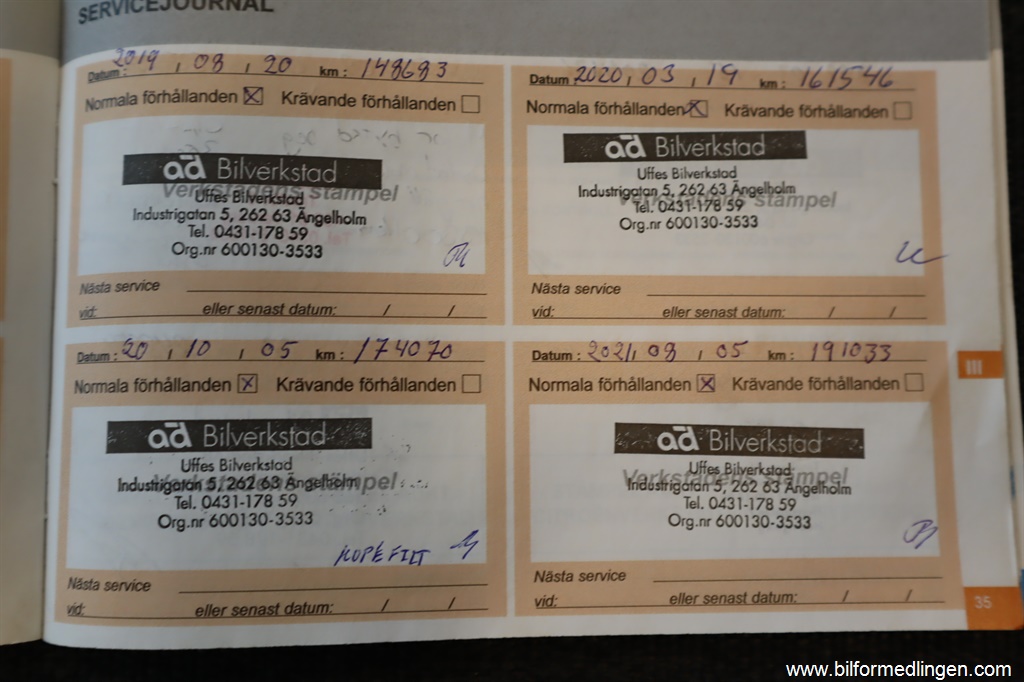 SERVICEJOURNAL
Datum: 2019, 08, 20 km: 148683
Normala förhållanden Krävande förhållanden
ad Bilverkstad
Verkstadens stämpel
Uffes Bilverkstad
Industrigatan 5, 262 63 Ängelholm
Tel. 0431-178 59
Org.nr 600130-3533
Nästa service
vid: eller senast datum: / /
Datum 2020, 03, 19 km: 161546
Normala förhållanden Krävande förhållanden
ad Bilverkstad
Uffes Bilverkstad
Industrigatan 5, 262 63 Ängelholm
Verkstadens stämpel
Tel. 0431-178 59
Org.nr 600130-3533
Nästa service
vid: eller senast datum: / /
Datum: 20, 10, 05 km: 174070
Normala förhållanden Krävande förhållanden
ad Bilverkstad
Uffes Bilverkstad
Industrigatan 5, 262 63 Ängelholm
Verkstadens stämpel
Tel. 0431-178 59
Org.nr 600130-3533
KUPEFILT
Nästa service
vid: eller senast datum: / /
Datum: 2021, 08, 05 km: 191033
Normala förhållanden Krävande förhållanden
ad Bilverkstad
Uffes Bilverkstad
Verkstadens stämpel
Industrigatan 5, 262 63 Ängelholm
Tel. 0431-178 59
Org.nr 600130-3533
Nästa service
vid: eller senast datum: / /
III
35
www.bilformedlingen.com